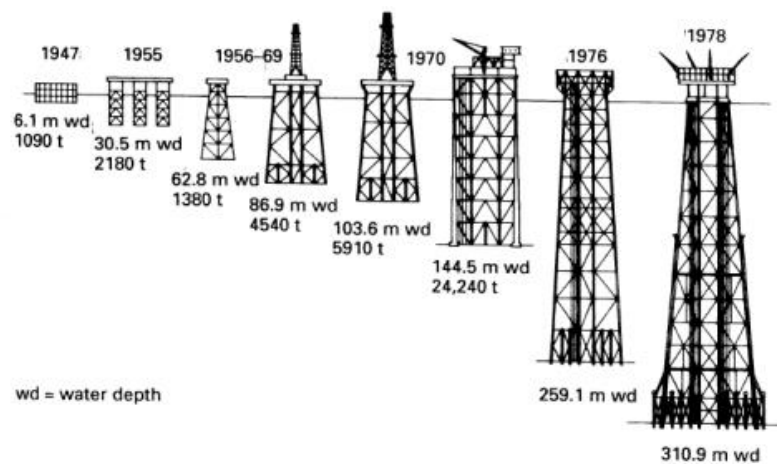 1947
1955
1956–69
1970
1976
1978
6.1 m wd
1090 t
30.5 m wd
2180 t
62.8 m wd
1380 t
86.9 m wd
4540 t
103.6 m wd
5910 t
144.5 m wd
24,240 t
259.1 m wd
310.9 m wd
wd = water depth